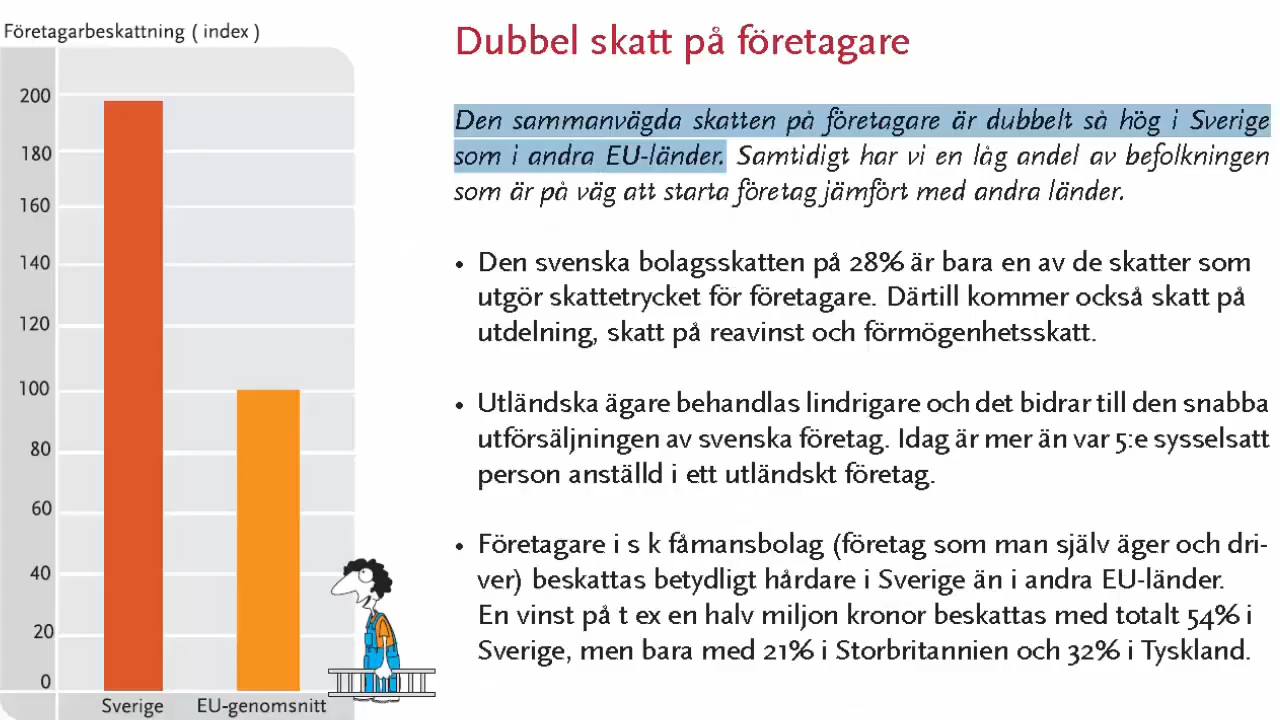 Företagarbeskattning ( index )
200
180
160
140
120
100
80
60
40
20
0
Sverige
EU-genomsnitt
Dubbel skatt på företagare
Den sammanvägda skatten på företagare är dubbelt så hög i Sverige
som i andra EU-länder. Samtidigt har vi en låg andel av befolkningen
som är på väg att starta företag jämfört med andra länder.
• Den svenska bolagsskatten på 28% är bara en av de skatter som
utgör skattetrycket för företagare. Därtill kommer också skatt på
utdelning, skatt på reavinst och förmögenhetsskatt.
• Utländska ägare behandlas lindrigare och det bidrar till den snabba
utförsäljningen av svenska företag. Idag är mer än var 5:e sysselsatt
person anställd i ett utländskt företag.
• Företagare i s k fåmansbolag (företag som man själv äger och dri-
ver) beskattas betydligt hårdare i Sverige än i andra EU-länder.
En vinst på t ex en halv miljon kronor beskattas med totalt 54% i
Sverige, men bara med 21% i Storbritannien och 32% i Tyskland.